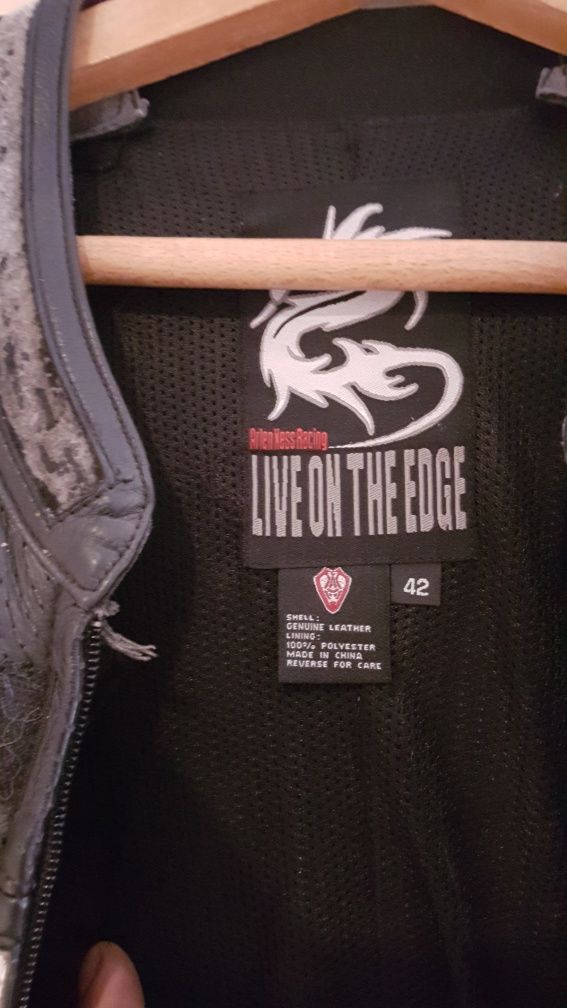 Arlen Ness Racing
LIVE ON THE EDGE
42
SHELL:
GENUINE LEATHER
LINING:
100% POLYESTER
MADE IN CHINA
REVERSE FOR CARE